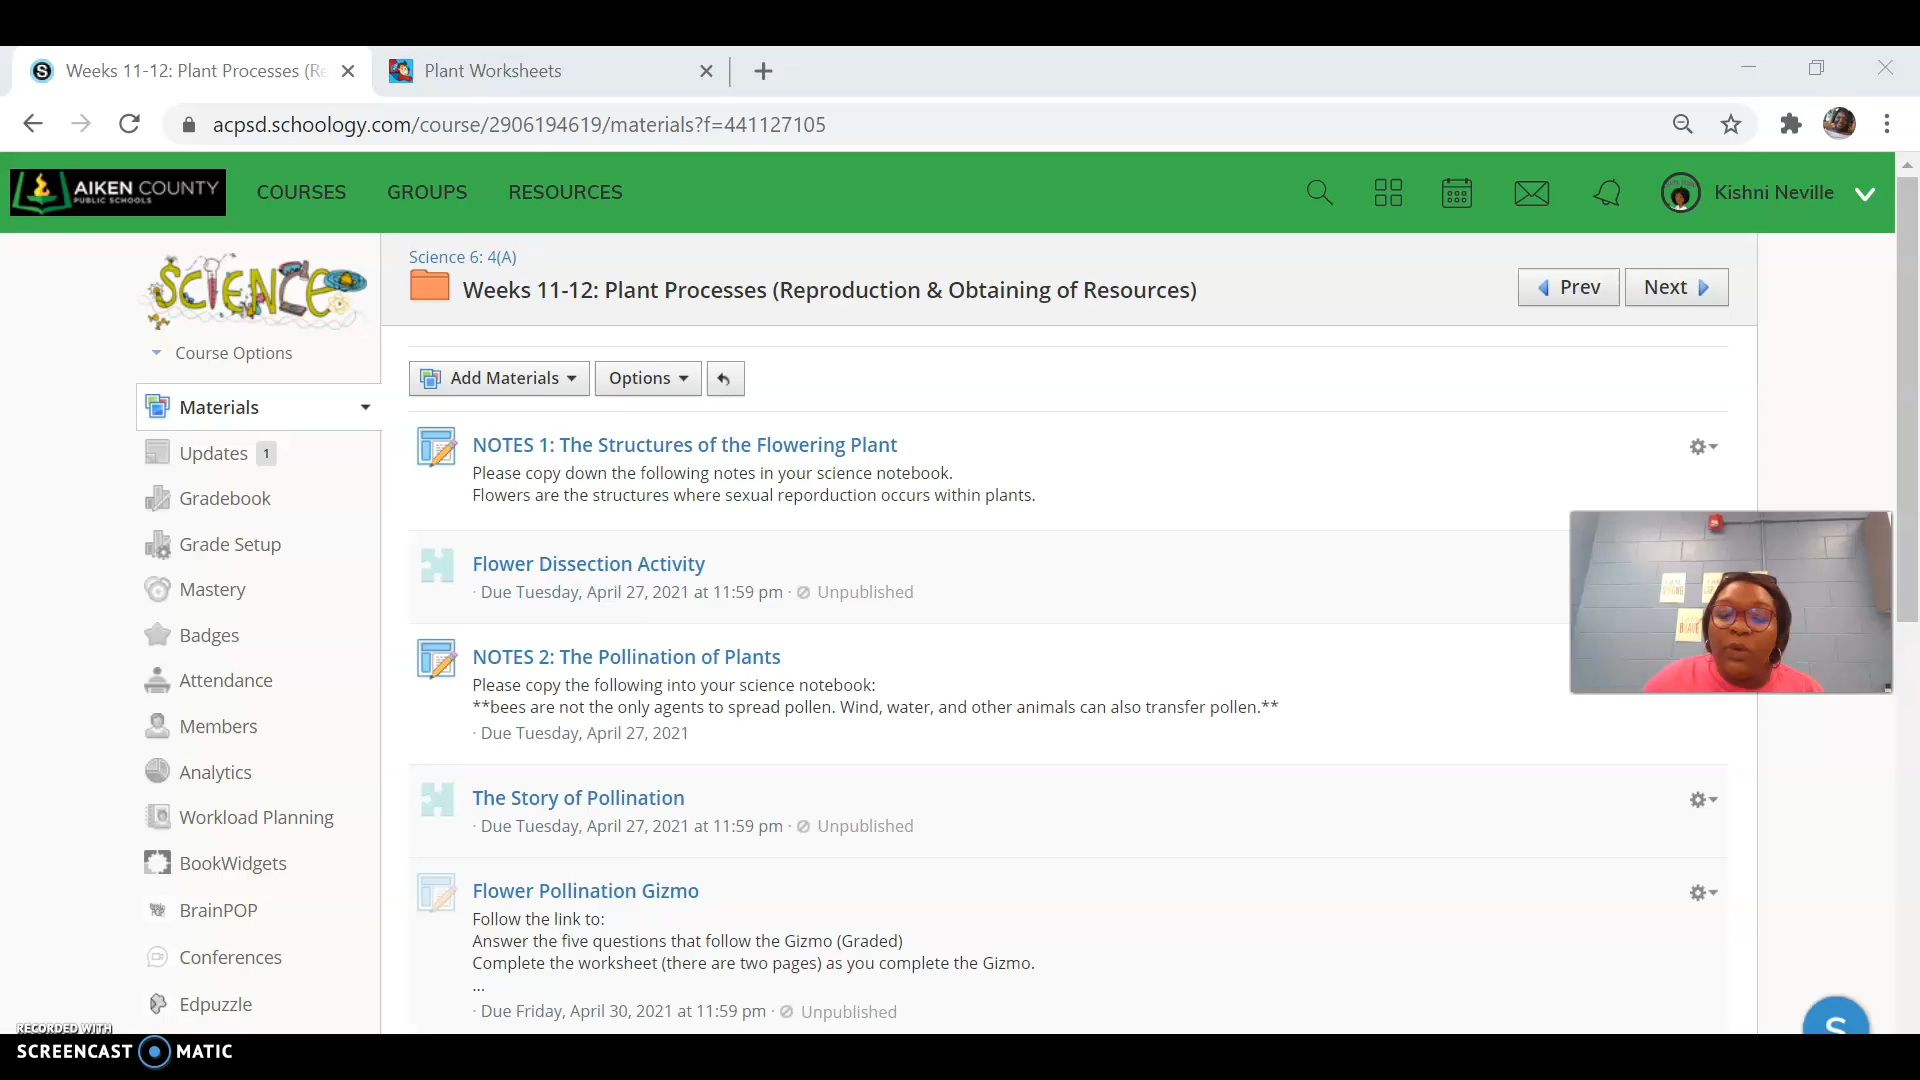 Weeks 11-12: Plant Processes (Re
Plant Worksheets
acpsd.schoology.com/course/2906194619/materials?f=441127105
AIKEN COUNTY
PUBLIC SCHOOLS
COURSES
GROUPS
RESOURCES
Kishni Neville
SCIENCE
Course Options
Materials
Updates 1
Gradebook
Grade Setup
Mastery
Badges
Attendance
Members
Analytics
Workload Planning
BookWidgets
BrainPOP
Conferences
Edpuzzle
Science 6: 4(A)
Weeks 11-12: Plant Processes (Reproduction & Obtaining of Resources)
Prev
Next
Add Materials
Options
NOTES 1: The Structures of the Flowering Plant
Please copy down the following notes in your science notebook.
Flowers are the structures where sexual reporduction occurs within plants.
Flower Dissection Activity
· Due Tuesday, April 27, 2021 at 11:59 pm · Unpublished
NOTES 2: The Pollination of Plants
Please copy the following into your science notebook:
**bees are not the only agents to spread pollen. Wind, water, and other animals can also transfer pollen.**
· Due Tuesday, April 27, 2021
The Story of Pollination
· Due Tuesday, April 27, 2021 at 11:59 pm · Unpublished
Flower Pollination Gizmo
Follow the link to:
Answer the five questions that follow the Gizmo (Graded)
Complete the worksheet (there are two pages) as you complete the Gizmo.
...
· Due Friday, April 30, 2021 at 11:59 pm · Unpublished
RECORDED WITH
SCREENCAST MATIC